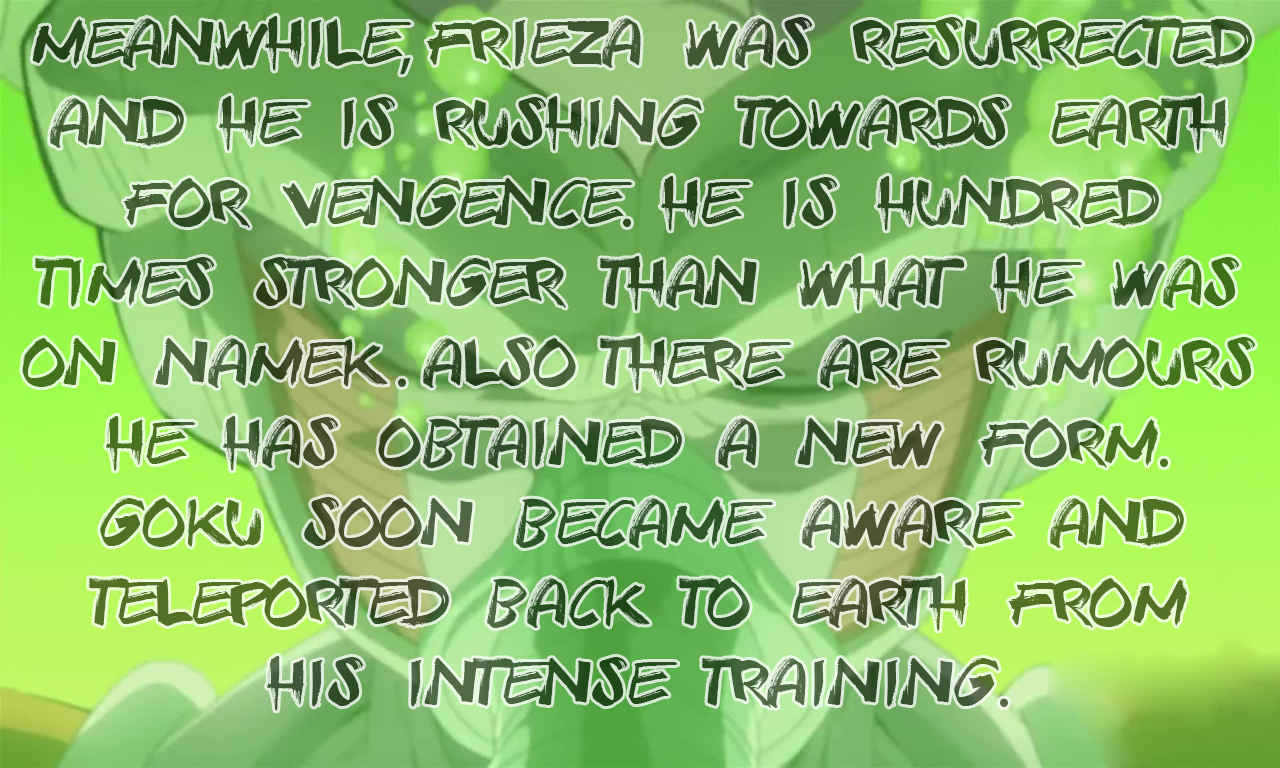 MEANWHILE, FRIEZA WAS RESURRECTED
AND HE IS RUSHING TOWARDS EARTH
FOR VENGENCE. HE IS HUNDRED
TIMES STRONGER THAN WHAT HE WAS
ON NAMEK. ALSO THERE ARE RUMOURS
HE HAS OBTAINED A NEW FORM.
GOKU SOON BECAME AWARE AND
TELEPORTED BACK TO EARTH FROM
HIS INTENSE TRAINING.